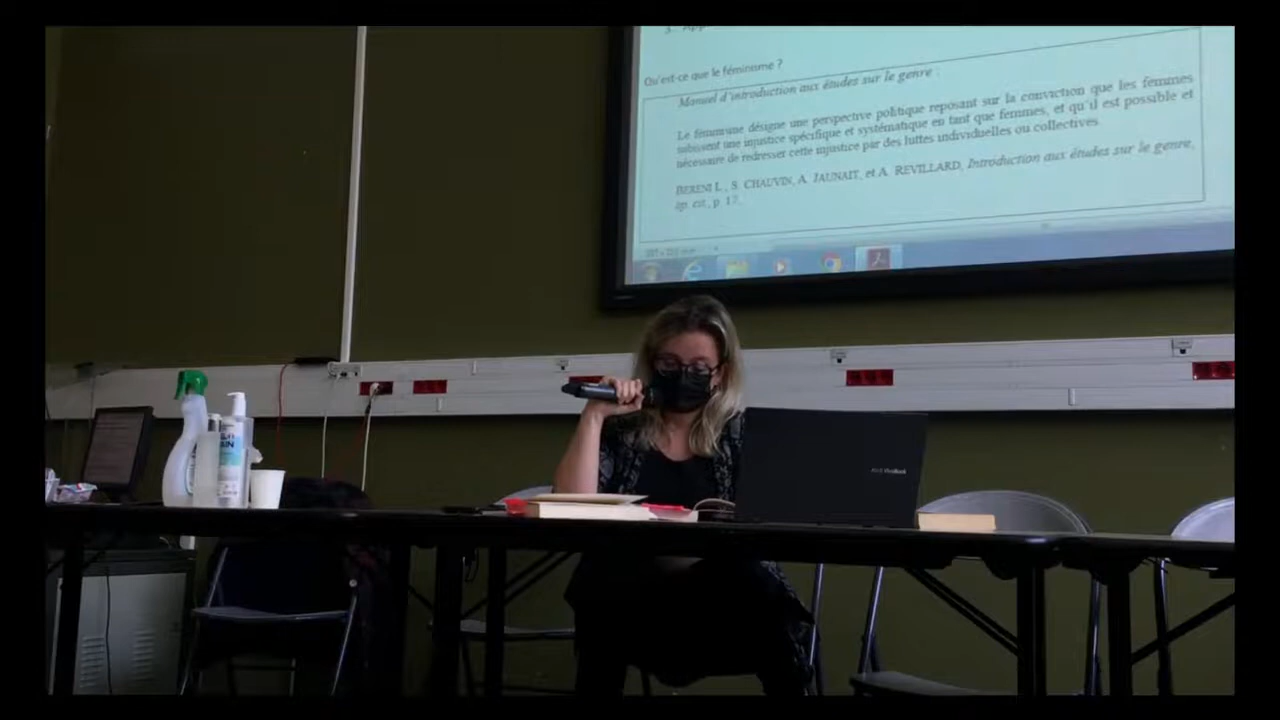 Qu'est-ce que le féminisme ?
Manuel d'introduction aux études sur le genre :
Le féminisme désigne une perspective politique reposant sur la conviction que les femmes
subissent une injustice spécifique et systématique en tant que femmes, et qu'il est possible et
nécessaire de redresser cette injustice par des luttes individuelles ou collectives.
BERENI L., S. CHAUVIN, A. JAUNAIT, et A. REVILLARD, Introduction aux études sur le genre,
op. cit., p. 17.